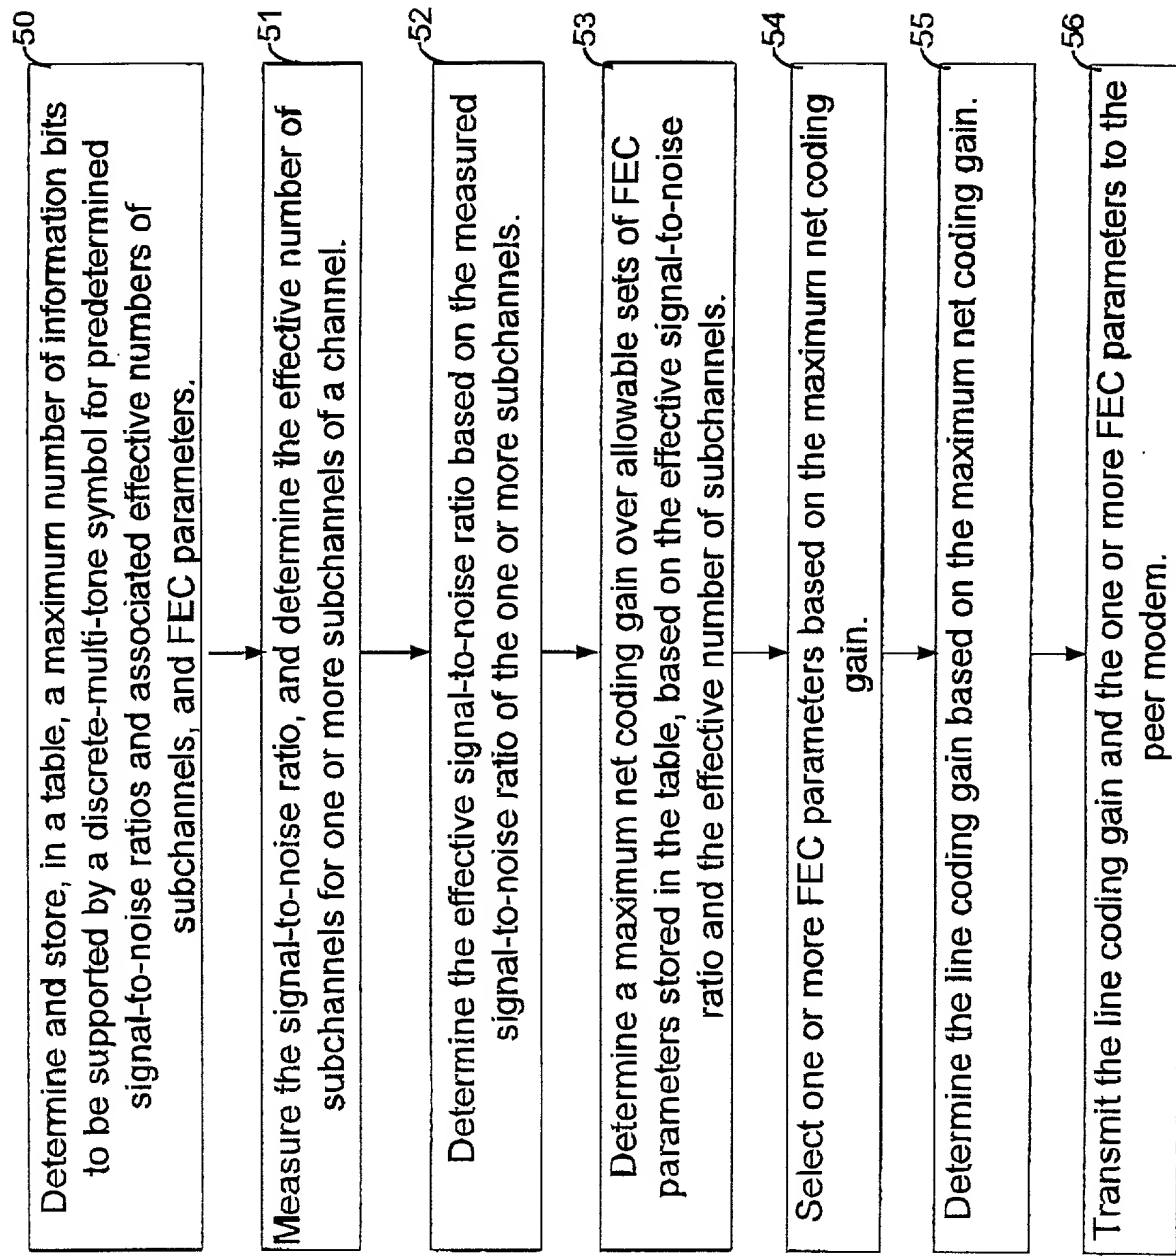 50
Determine and store, in a table, a maximum number of information bits
to be supported by a discrete-multi-tone symbol for predetermined
signal-to-noise ratios and associated effective numbers of
subchannels, and FEC parameters.
51
Measure the signal-to-noise ratio, and determine the effective number of
subchannels for one or more subchannels of a channel.
52
Determine the effective signal-to-noise ratio based on the measured
signal-to-noise ratio of the one or more subchannels.
53
Determine a maximum net coding gain over allowable sets of FEC
parameters stored in the table, based on the effective signal-to-noise
ratio and the effective number of subchannels.
54
Select one or more FEC parameters based on the maximum net coding
gain.
55
Determine the line coding gain based on the maximum net coding gain.
56
Transmit the line coding gain and the one or more FEC parameters to the
peer modem.